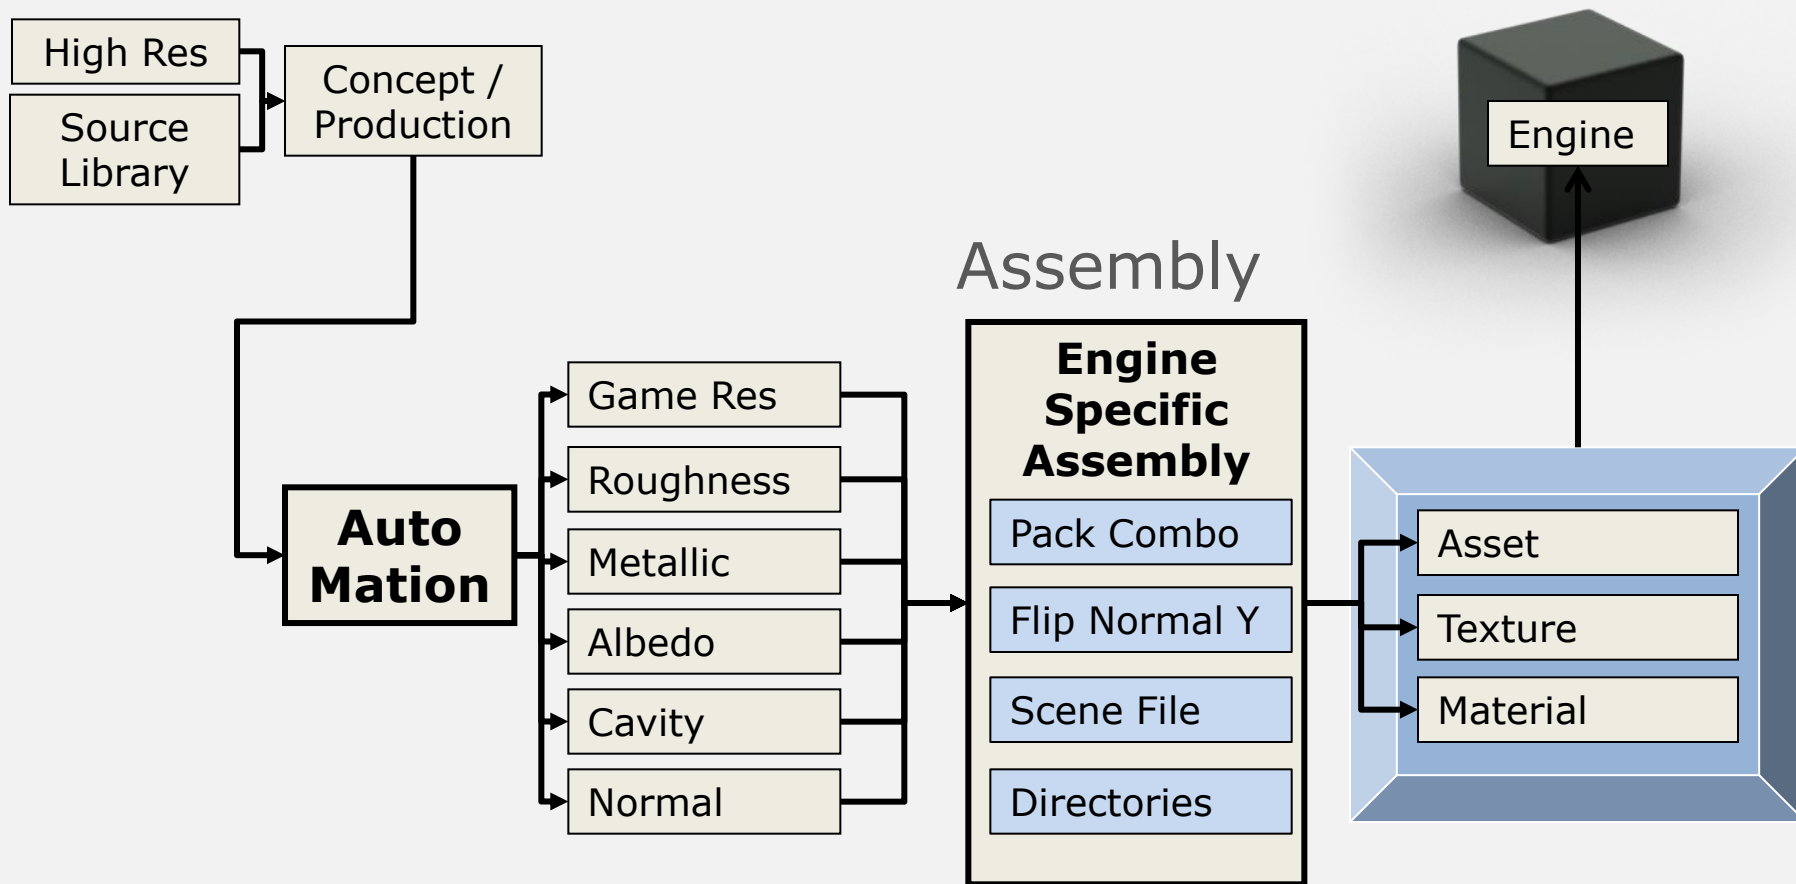 High Res
Source
Library
Concept /
Production
Engine
Assembly
Auto
Mation
Game Res
Roughness
Metallic
Albedo
Cavity
Normal
Engine
Specific
Assembly
Pack Combo
Flip Normal Y
Scene File
Directories
Asset
Texture
Material